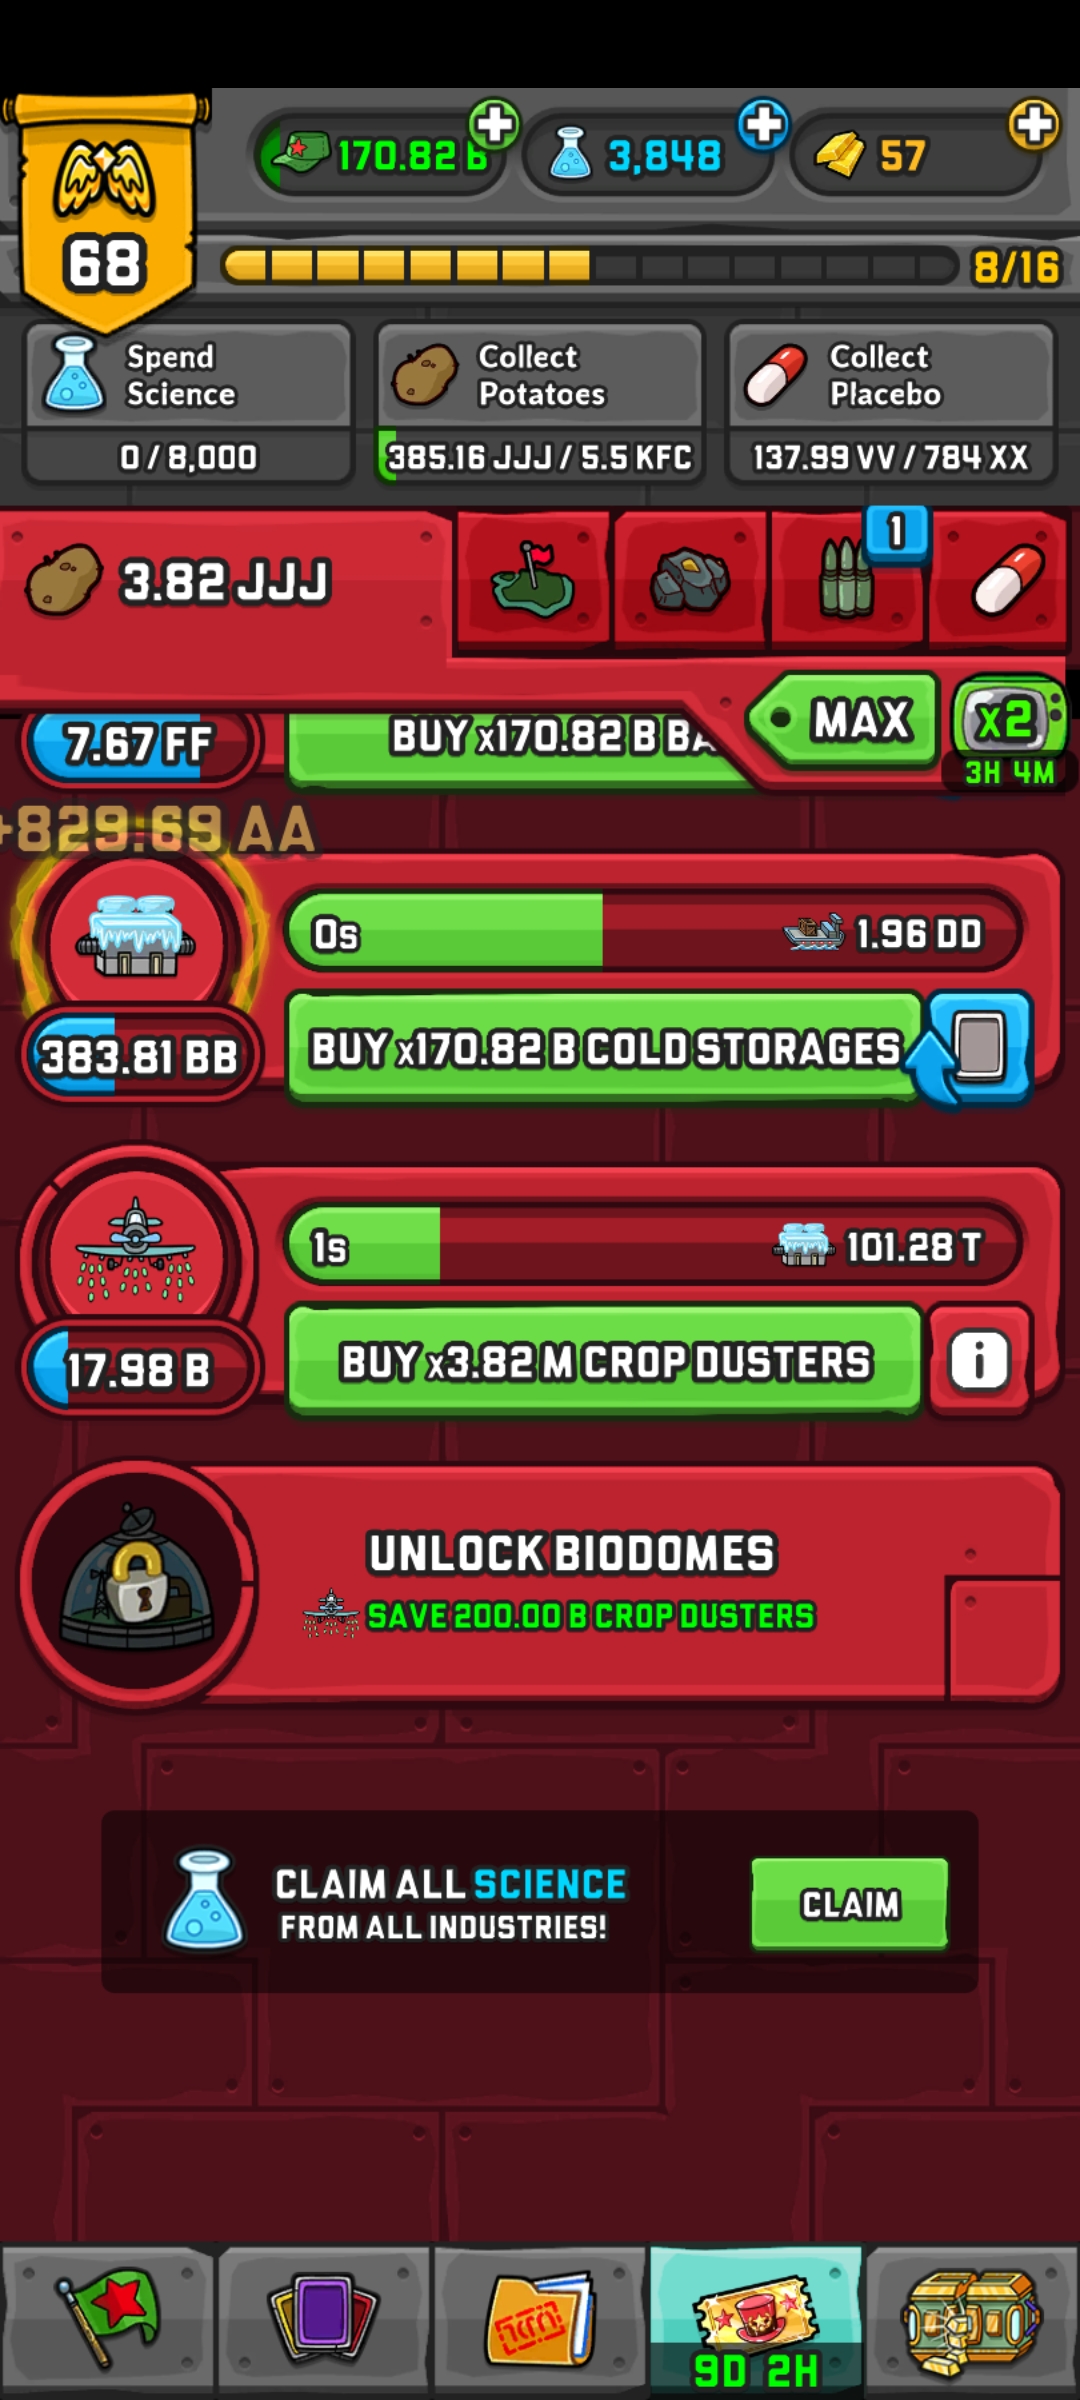 170.82 B
3,848
57
68
8/16
Spend
Science
0 / 8,000
Collect
Potatoes
385.16 JJJ / 5.5 KFC
Collect
Placebo
137.99 VV / 784 XX
3.82 JJJ
1
MAX
x2
3H 4M
7.67 FF
BUY x170.82 B BA
+829.69 AA
0s
1.96 DD
383.81 BB
BUY x170.82 B COLD STORAGES
1s
101.28 T
17.98 B
BUY x3.82 M CROP DUSTERS
i
UNLOCK BIODOMES
SAVE 200.00 B CROP DUSTERS
CLAIM ALL SCIENCE
FROM ALL INDUSTRIES!
CLAIM
9D 2H